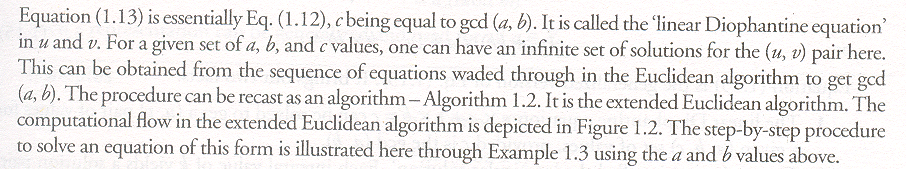 Equation (1.13) is essentially Eq. (1.12), c being equal to gcd (a, b). It is called the ‘linear Diophantine equation’
in u and v. For a given set of a, b, and c values, one can have an infinite set of solutions for the (u, v) pair here.
This can be obtained from the sequence of equations waded through in the Euclidean algorithm to get gcd
(a, b). The procedure can be recast as an algorithm – Algorithm 1.2. It is the extended Euclidean algorithm. The
computational flow in the extended Euclidean algorithm is depicted in Figure 1.2. The step-by-step procedure
to solve an equation of this form is illustrated here through Example 1.3 using the a and b values above.